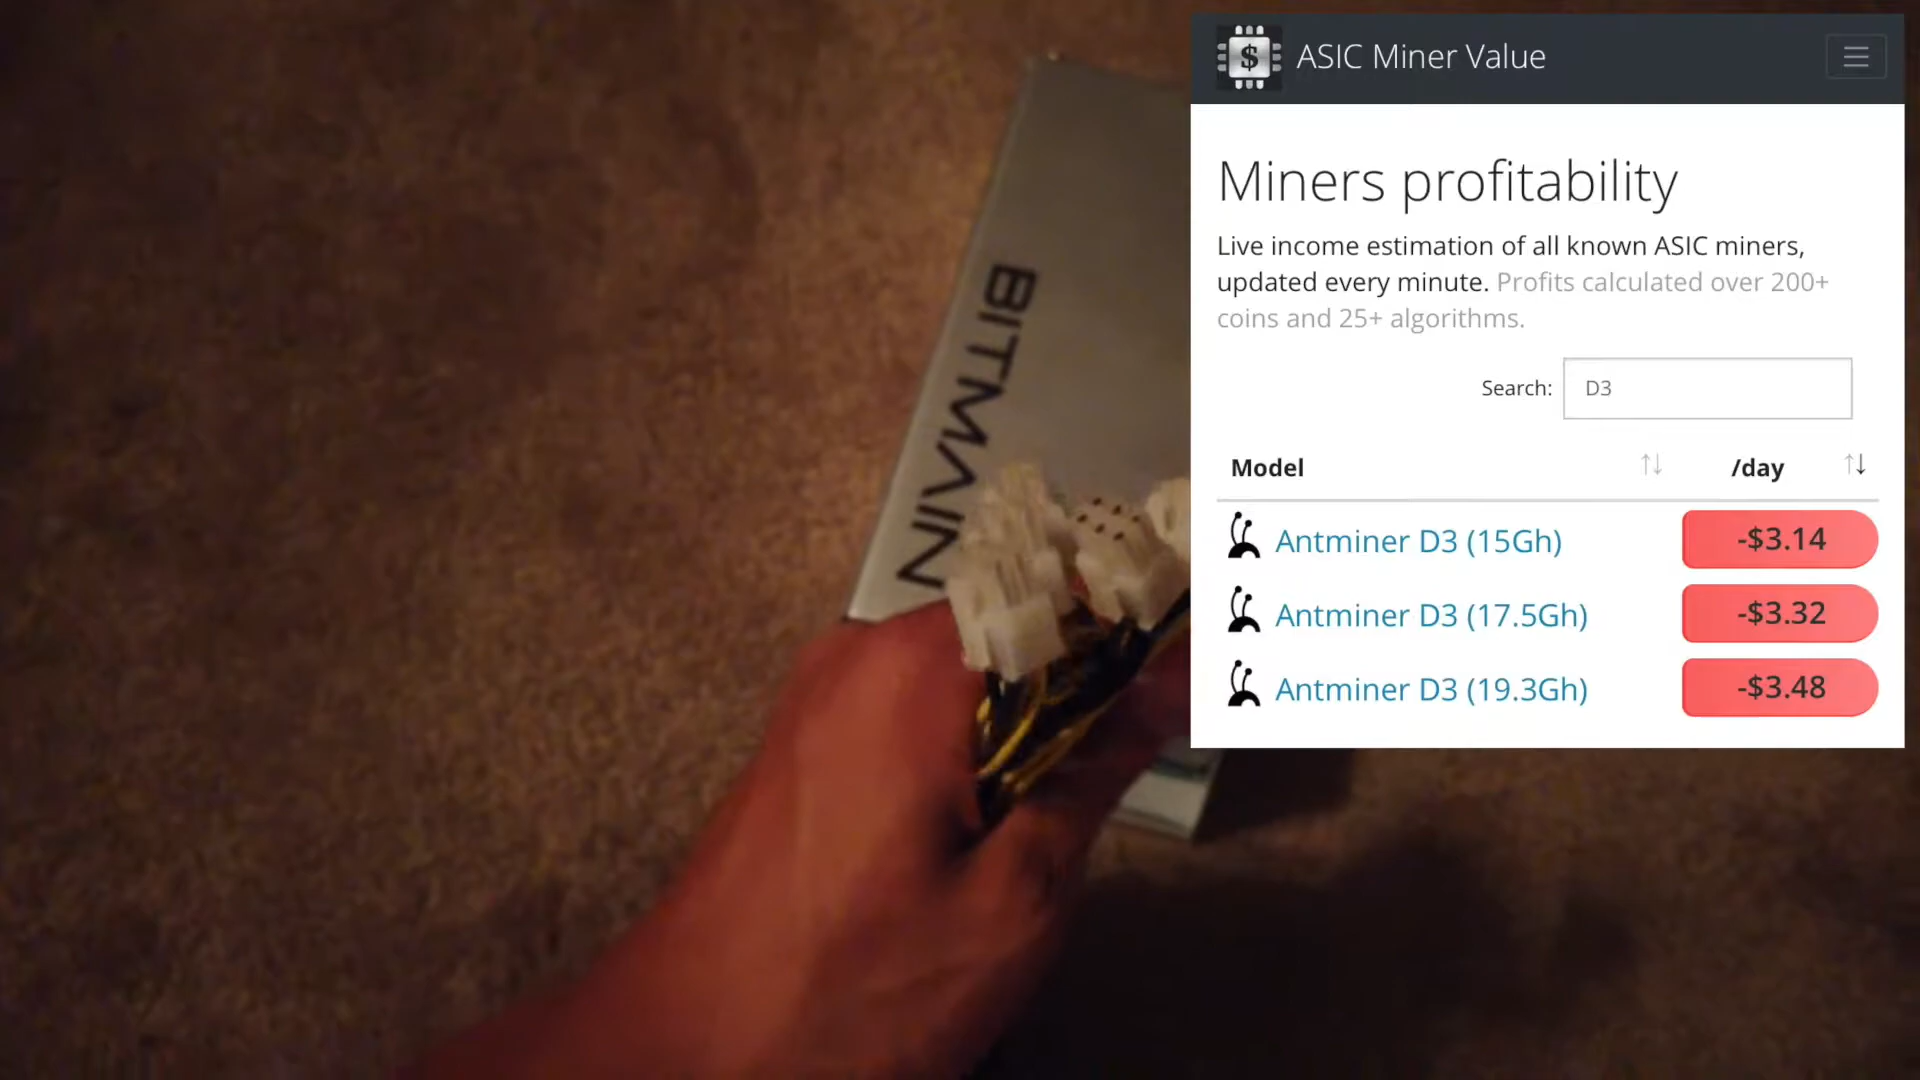 BITMAIN
$ ASIC Miner Value
Miners profitability
Live income estimation of all known ASIC miners,
updated every minute. Profits calculated over 200+
coins and 25+ algorithms.
Search: D3
Model /day
Antminer D3 (15Gh) -$3.14
Antminer D3 (17.5Gh) -$3.32
Antminer D3 (19.3Gh) -$3.48